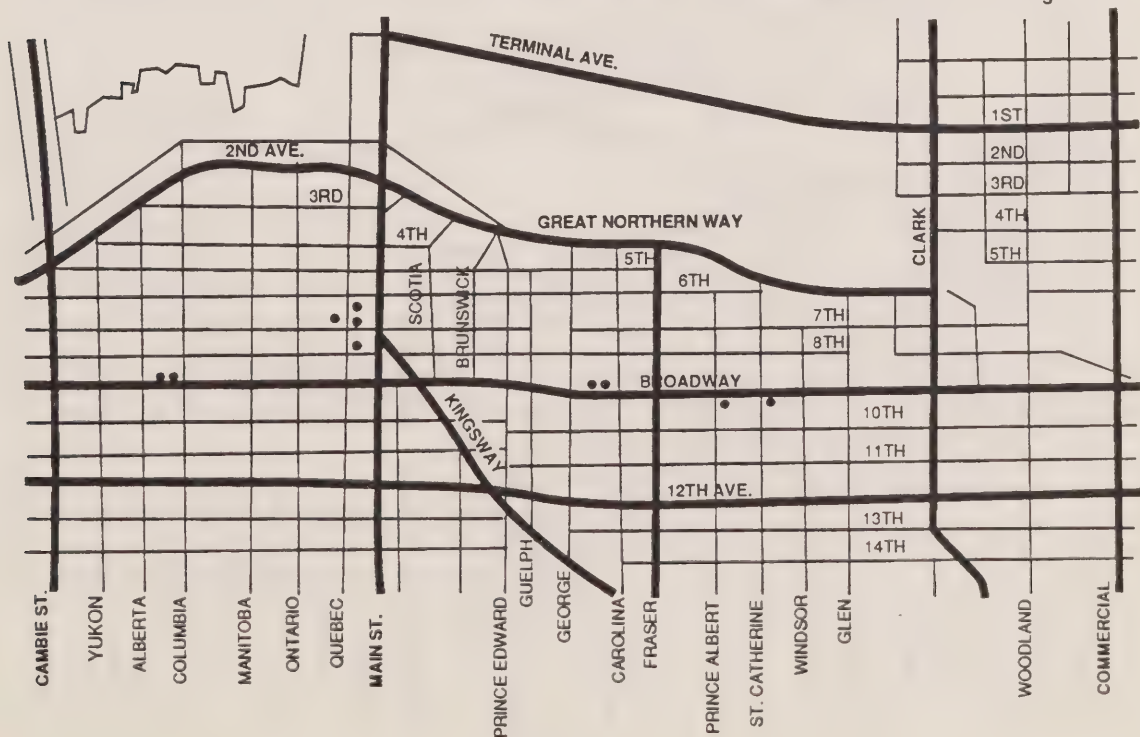 TERMINAL AVE.
1ST
2ND AVE.
2ND
3RD
3RD
GREAT NORTHERN WAY
CLARK
4TH
4TH
5TH
5TH
SCOTIA
6TH
BRUNSWICK
7TH
8TH
BROADWAY
KINGSWAY
10TH
11TH
12TH AVE.
13TH
14TH
CAMBIE ST.
YUKON
ALBERTA
COLUMBIA
MANITOBA
ONTARIO
QUEBEC
MAIN ST.
PRINCE EDWARD
GUELPH
GEORGE
CAROLINA
FRASER
PRINCE ALBERT
ST. CATHERINE
WINDSOR
GLEN
WOODLAND
COMMERCIAL